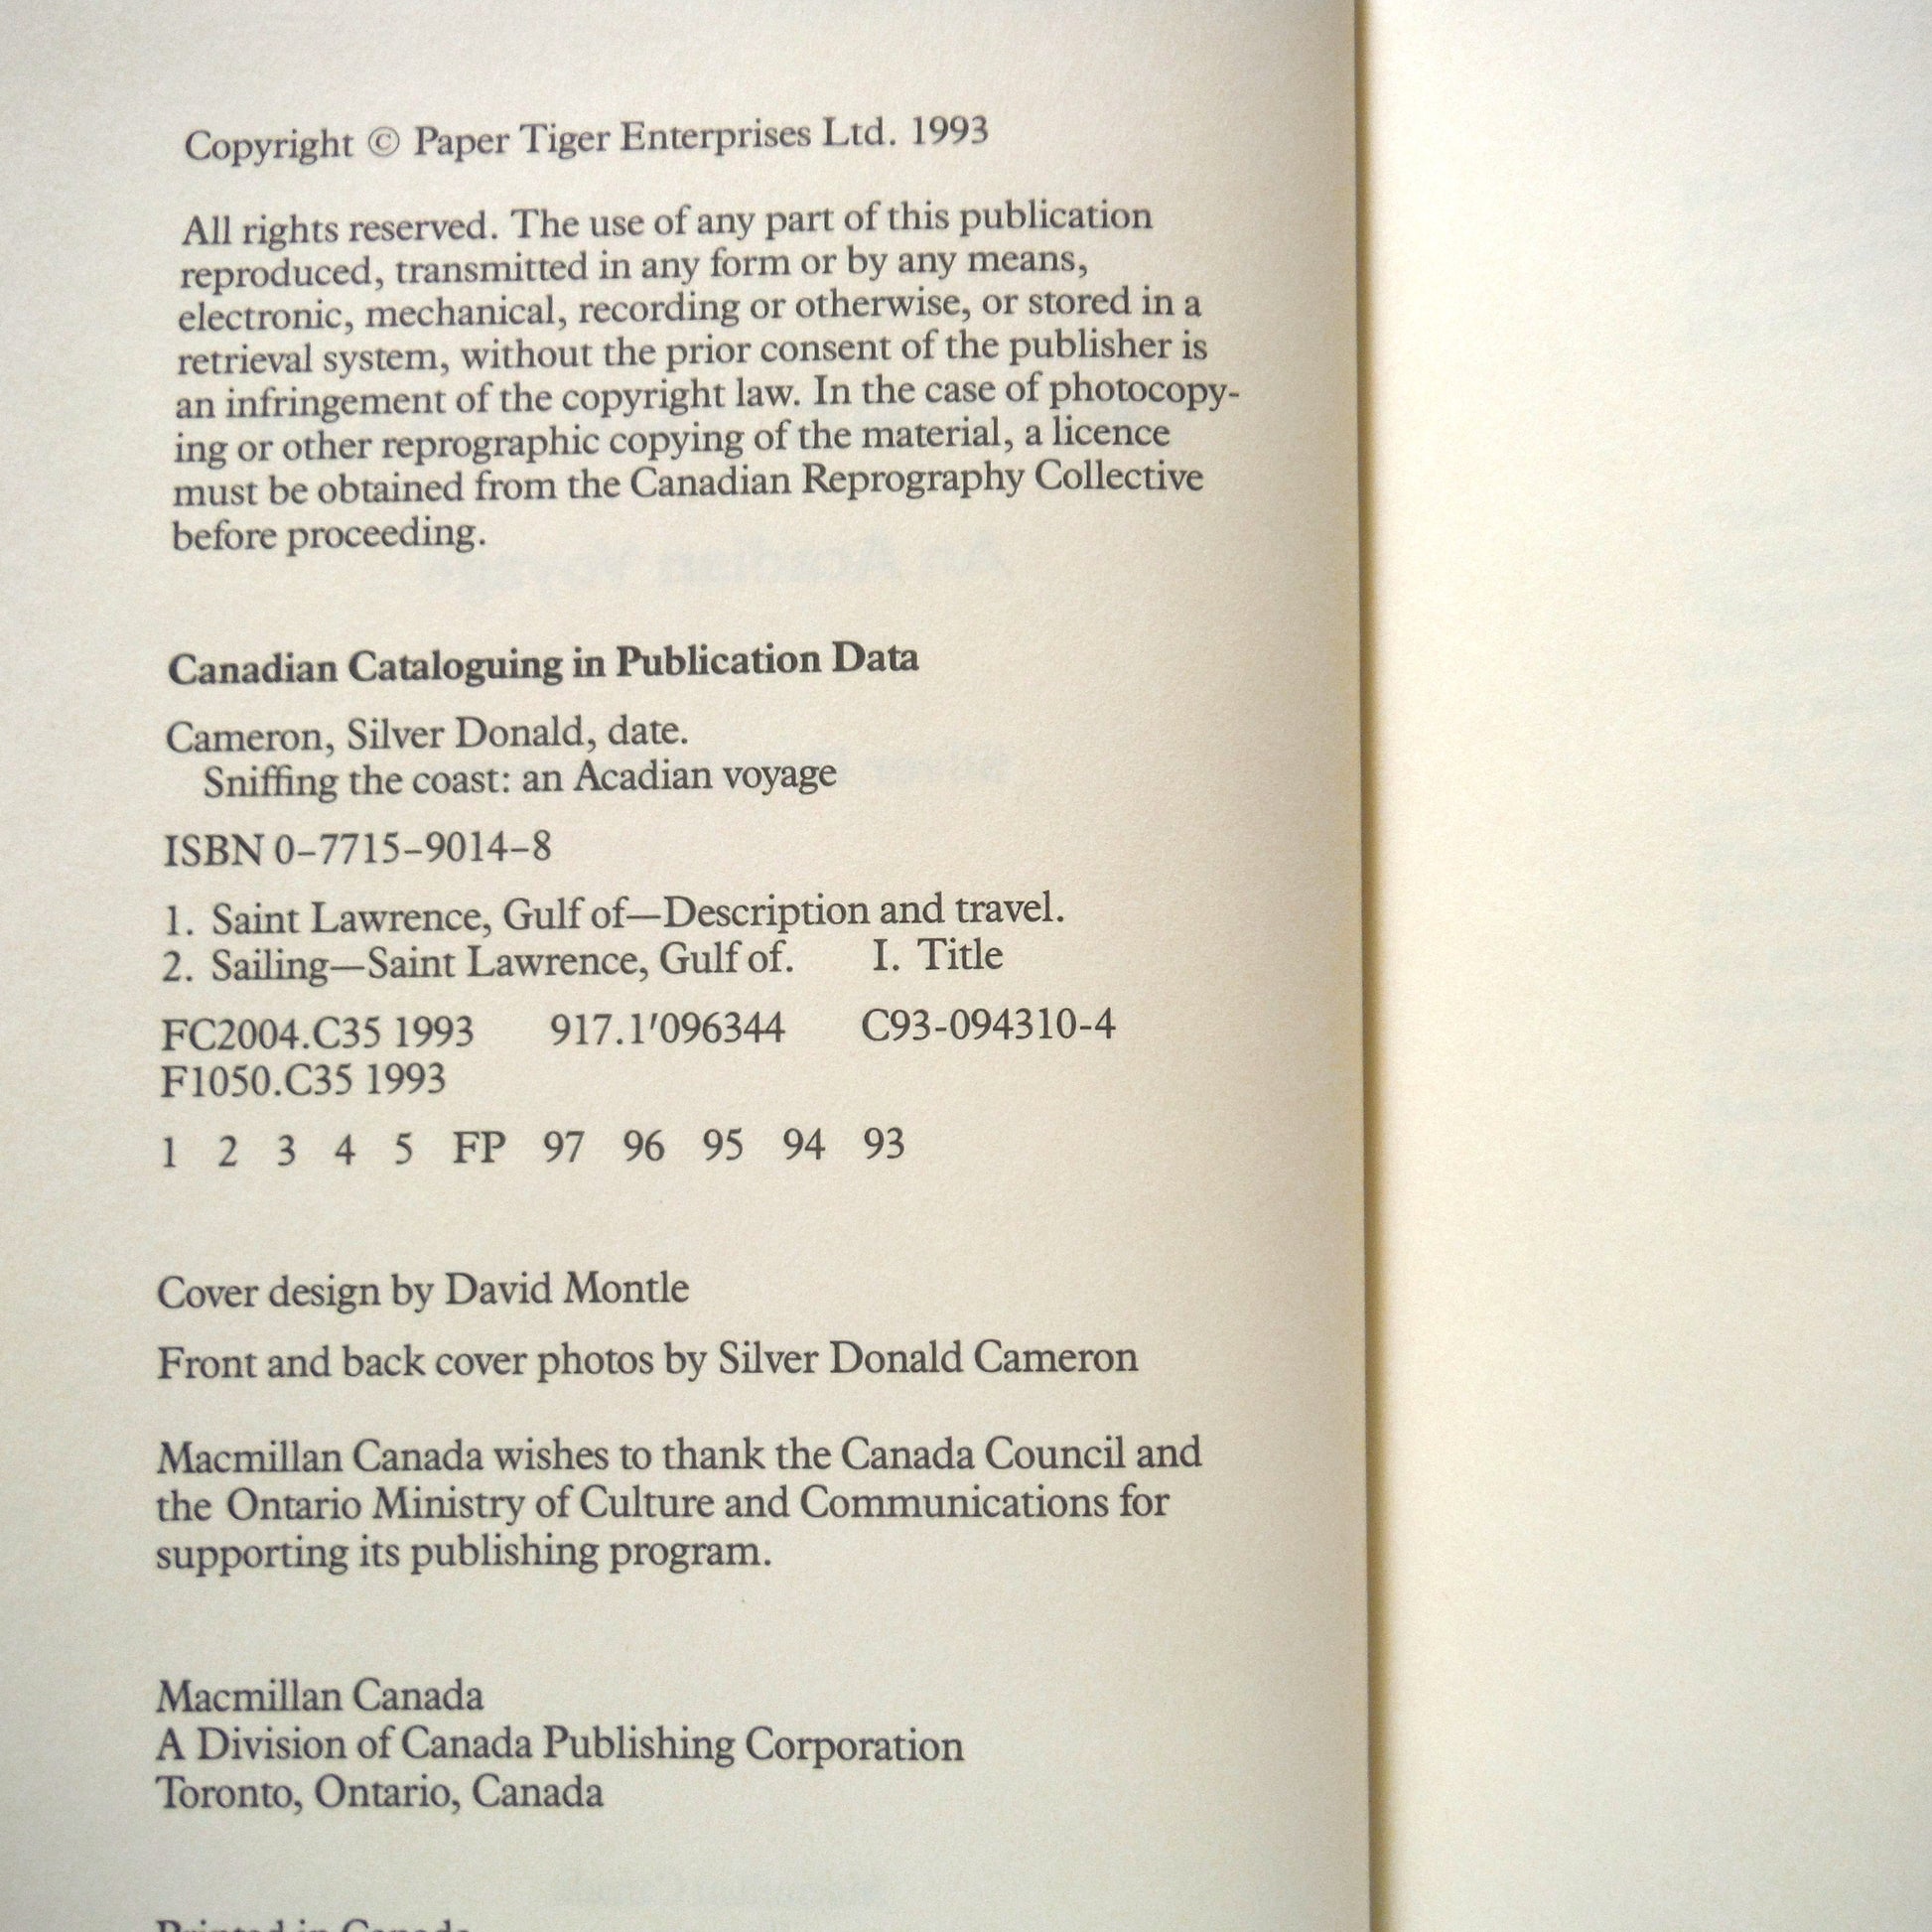 Copyright © Paper Tiger Enterprises Ltd. 1993
All rights reserved. The use of any part of this publication
reproduced, transmitted in any form or by any means,
electronic, mechanical, recording or otherwise, or stored in a
retrieval system, without the prior consent of the publisher is
an infringement of the copyright law. In the case of photocopy-
ing or other reprographic copying of the material, a licence
must be obtained from the Canadian Reprography Collective
before proceeding.
Canadian Cataloguing in Publication Data
Cameron, Silver Donald, date.
Sniffing the coast: an Acadian voyage
ISBN 0–7715–9014–8
1. Saint Lawrence, Gulf of—Description and travel.
2. Sailing—Saint Lawrence, Gulf of. I. Title
FC2004.C35 1993 917.1'096344 C93-094310-4
F1050.C35 1993
1 2 3 4 5 FP 97 96 95 94 93
Cover design by David Montle
Front and back cover photos by Silver Donald Cameron
Macmillan Canada wishes to thank the Canada Council and
the Ontario Ministry of Culture and Communications for
supporting its publishing program.
Macmillan Canada
A Division of Canada Publishing Corporation
Toronto, Ontario, Canada
Printed in Canada